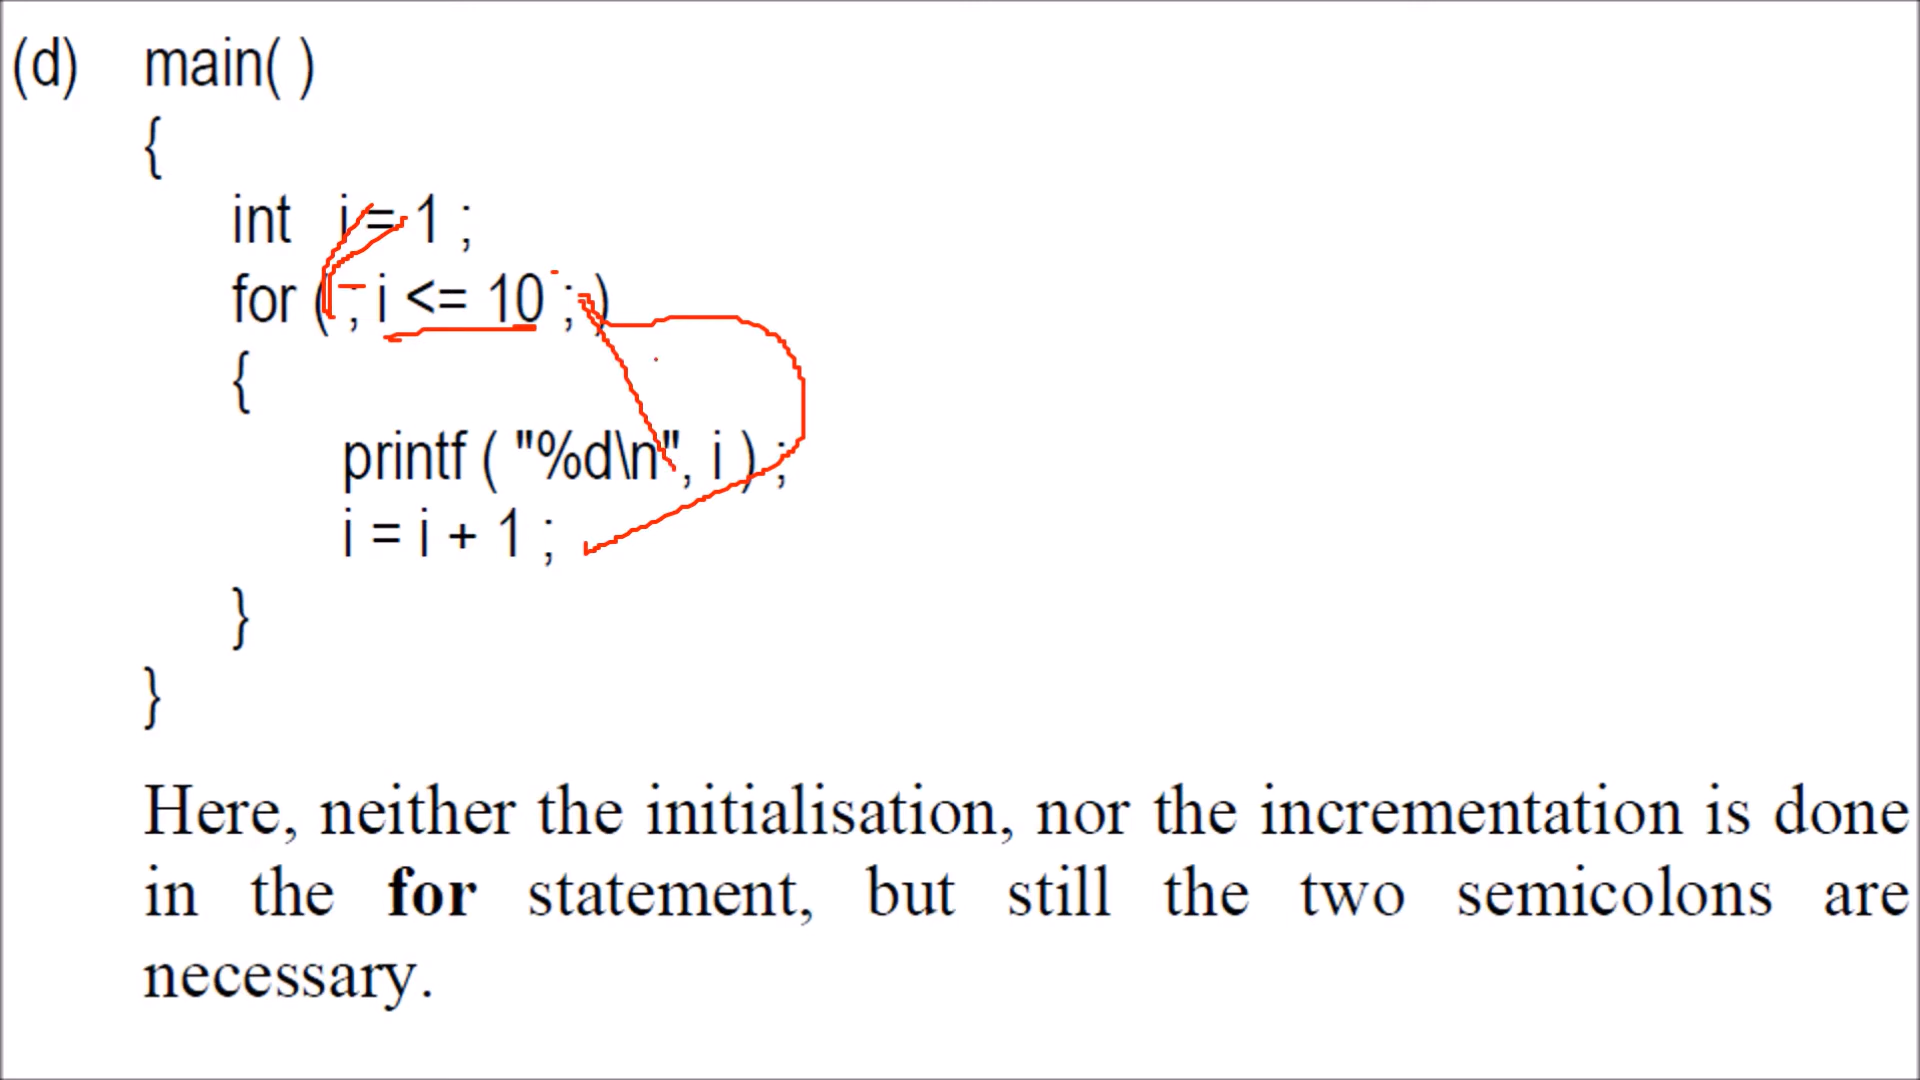 (d) main( )
{
int i = 1 ;
for ( ; i <= 10 ; )
{
printf ( "%d\n", i ) ;
i = i + 1 ;
}
}
Here, neither the initialisation, nor the incrementation is done
in the for statement, but still the two semicolons are
necessary.